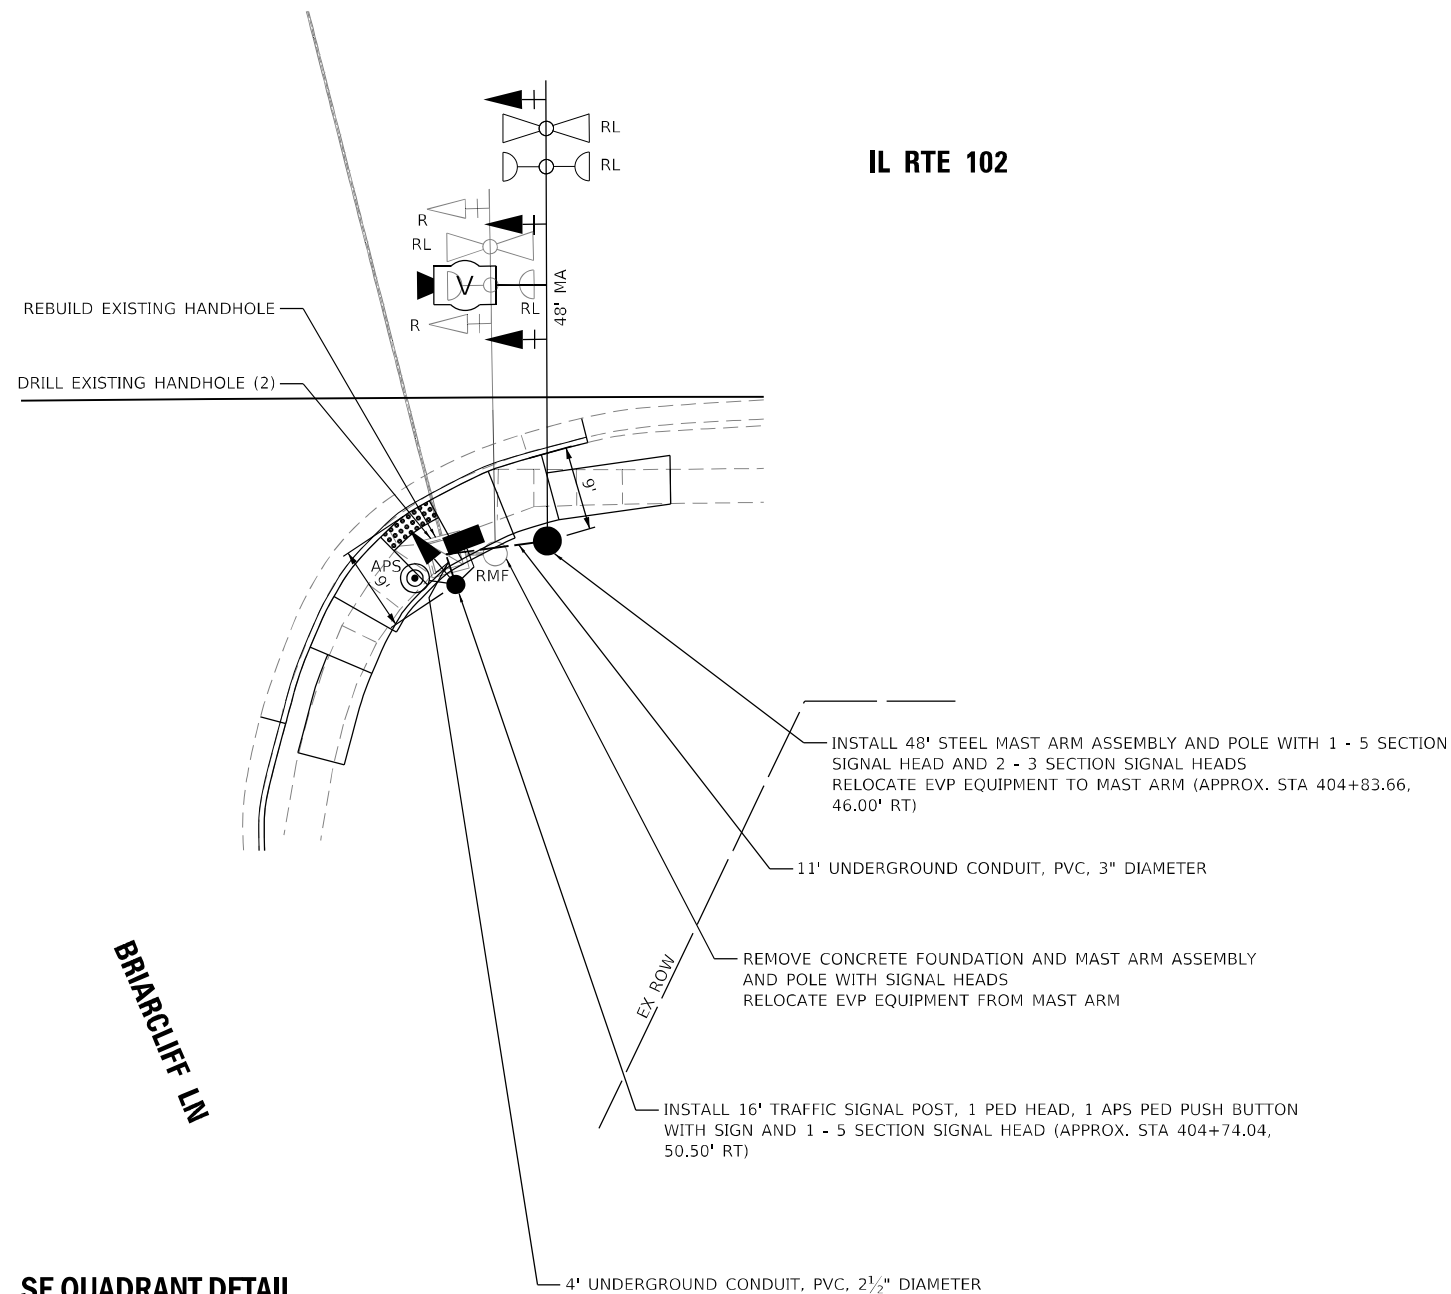 RL
RL
IL RTE 102
R
RL
V
RL
R
48' MA
REBUILD EXISTING HANDHOLE
DRILL EXISTING HANDHOLE (2)
9'
APS
9'
RMF
INSTALL 48' STEEL MAST ARM ASSEMBLY AND POLE WITH 1 - 5 SECTION
SIGNAL HEAD AND 2 - 3 SECTION SIGNAL HEADS
RELOCATE EVP EQUIPMENT TO MAST ARM (APPROX. STA 404+83.66,
46.00' RT)
11' UNDERGROUND CONDUIT, PVC, 3" DIAMETER
REMOVE CONCRETE FOUNDATION AND MAST ARM ASSEMBLY
AND POLE WITH SIGNAL HEADS
RELOCATE EVP EQUIPMENT FROM MAST ARM
EX ROW
BRIARCLIFF LN
INSTALL 16' TRAFFIC SIGNAL POST, 1 PED HEAD, 1 APS PED PUSH BUTTON
WITH SIGN AND 1 - 5 SECTION SIGNAL HEAD (APPROX. STA 404+74.04,
50.50' RT)
4' UNDERGROUND CONDUIT, PVC, 2½" DIAMETER
SE QUADRANT DETAIL